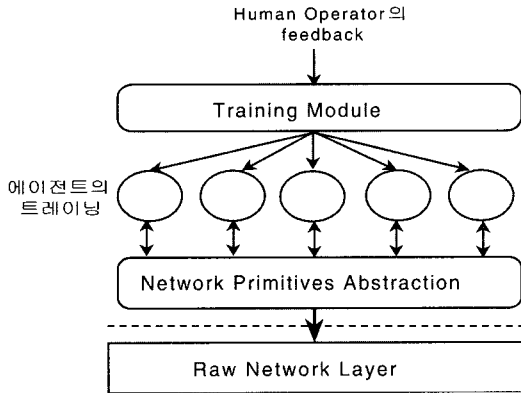 Human Operator의
feedback
Training Module
에이젼트의
트레이닝
Network Primitives Abstraction
Raw Network Layer